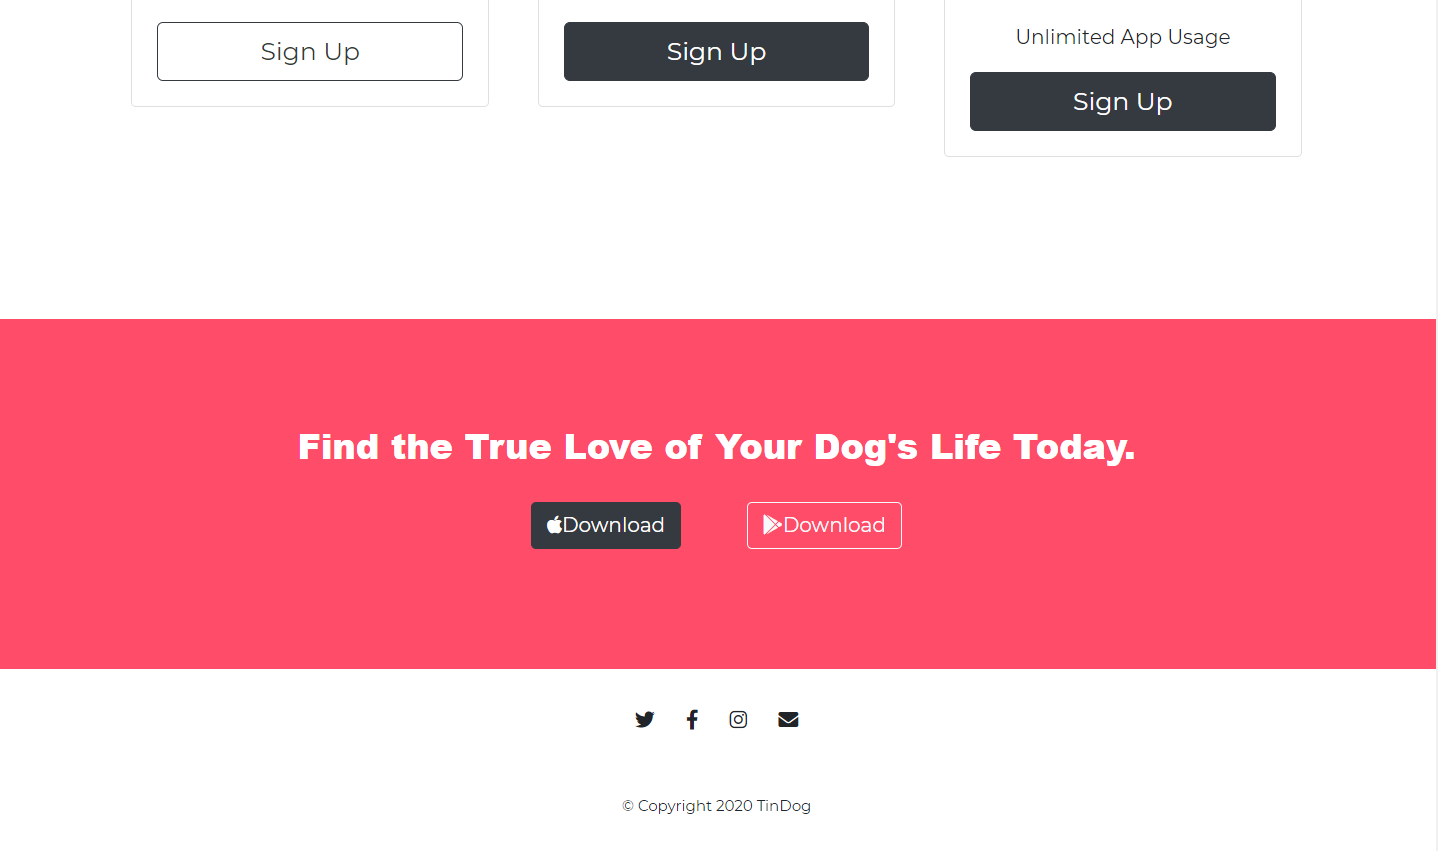 Sign Up
Sign Up
Unlimited App Usage
Sign Up
Find the True Love of Your Dog's Life Today.
Download
Download
© Copyright 2020 TinDog